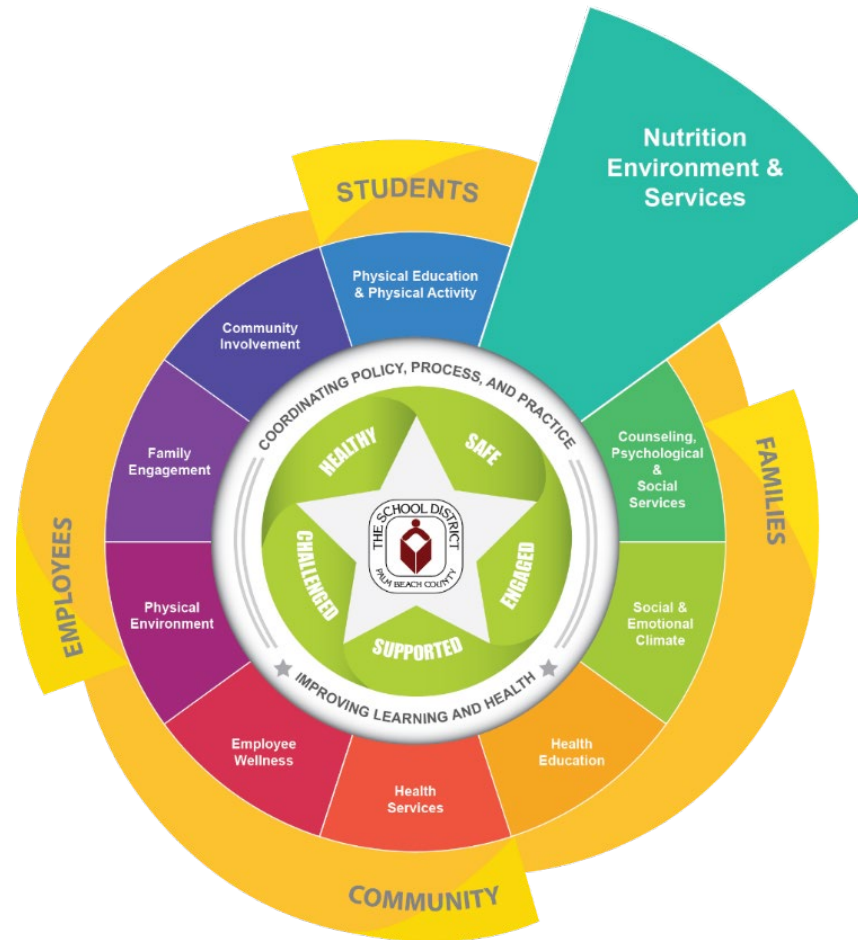 Nutrition
Environment &
Services
STUDENTS
Physical Education
& Physical Activity
Community
Involvement
Family
Engagement
Physical
Environment
Employee
Wellness
Health
Services
Health
Education
Social &
Emotional
Climate
Counseling,
Psychological
&
Social
Services
FAMILIES
EMPLOYEES
COMMUNITY
COORDINATING POLICY, PROCESS, AND PRACTICE
IMPROVING LEARNING AND HEALTH
HEALTHY
SAFE
ENGAGED
SUPPORTED
CHALLENGED
THE SCHOOL DISTRICT
PALM BEACH COUNTY